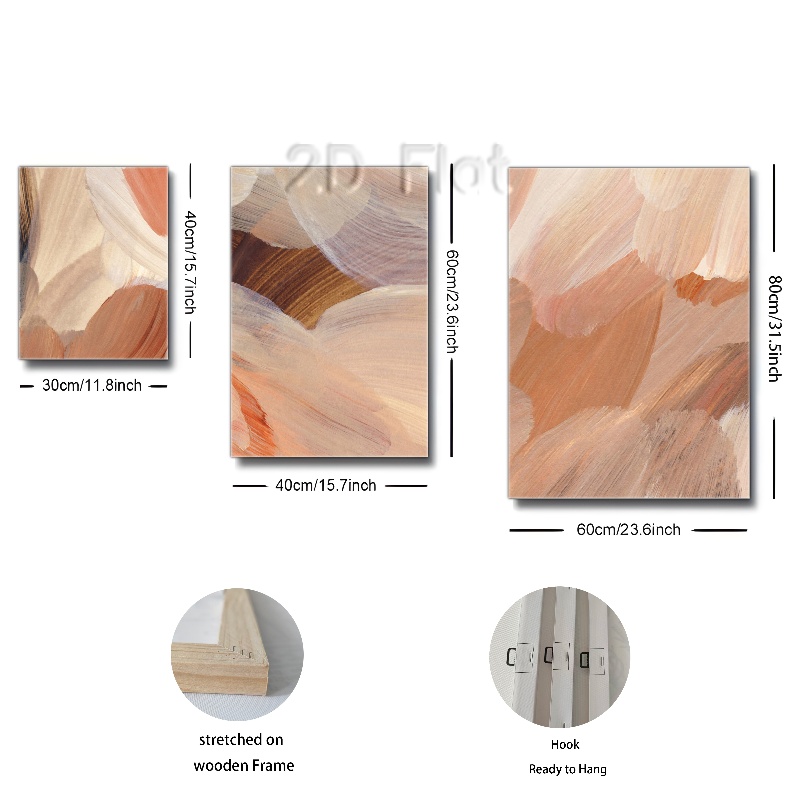 2D Flat
40cm/15.7inch
30cm/11.8inch
60cm/23.6inch
40cm/15.7inch
80cm/31.5inch
60cm/23.6inch
stretched on
wooden Frame
Hook
Ready to Hang